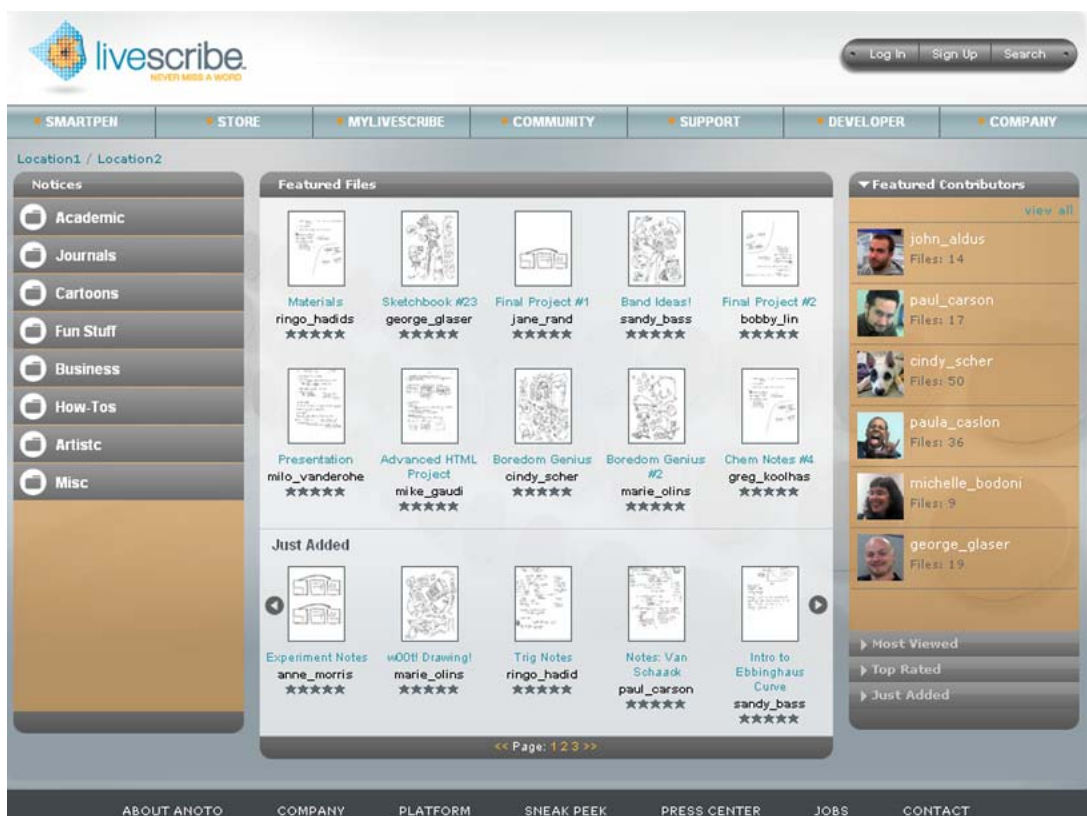 livescribe
NEVER MISS A WORD
Log In Sign Up Search
SMARTPEN STORE MYLIVESCRIBE COMMUNITY SUPPORT DEVELOPER COMPANY
Location1 / Location2
Notices
Academic
Journals
Cartoons
Fun Stuff
Business
How-Tos
Artistc
Misc
Featured Files
Materials
ringo_hadids
Sketchbook #23
george_glaser
Final Project #1
jane_rand
Band Ideas!
sandy_bass
Final Project #2
bobby_lin
Presentation
milo_vanderohe
Advanced HTML
Project
mike_gaudi
Boredom Genius
cindy_scher
Boredom Genius
#2
marie_olins
Chem Notes #4
greg_koolhas
Just Added
Experiment Notes
anne_morris
w00t! Drawing!
marie_olins
Trig Notes
ringo_hadid
Notes: Van
Schaack
paul_carson
Intro to
Ebbinghaus
Curve
sandy_bass
<< Page: 1 2 3 >>
Featured Contributors
view all
john_aldus
Files: 14
paul_carson
Files: 17
cindy_scher
Files: 50
paula_caslon
Files: 36
michelle_bodoni
Files: 9
george_glaser
Files: 19
Most Viewed
Top Rated
Just Added
ABOUT ANOTO COMPANY PLATFORM SNEAK PEEK PRESS CENTER JOBS CONTACT